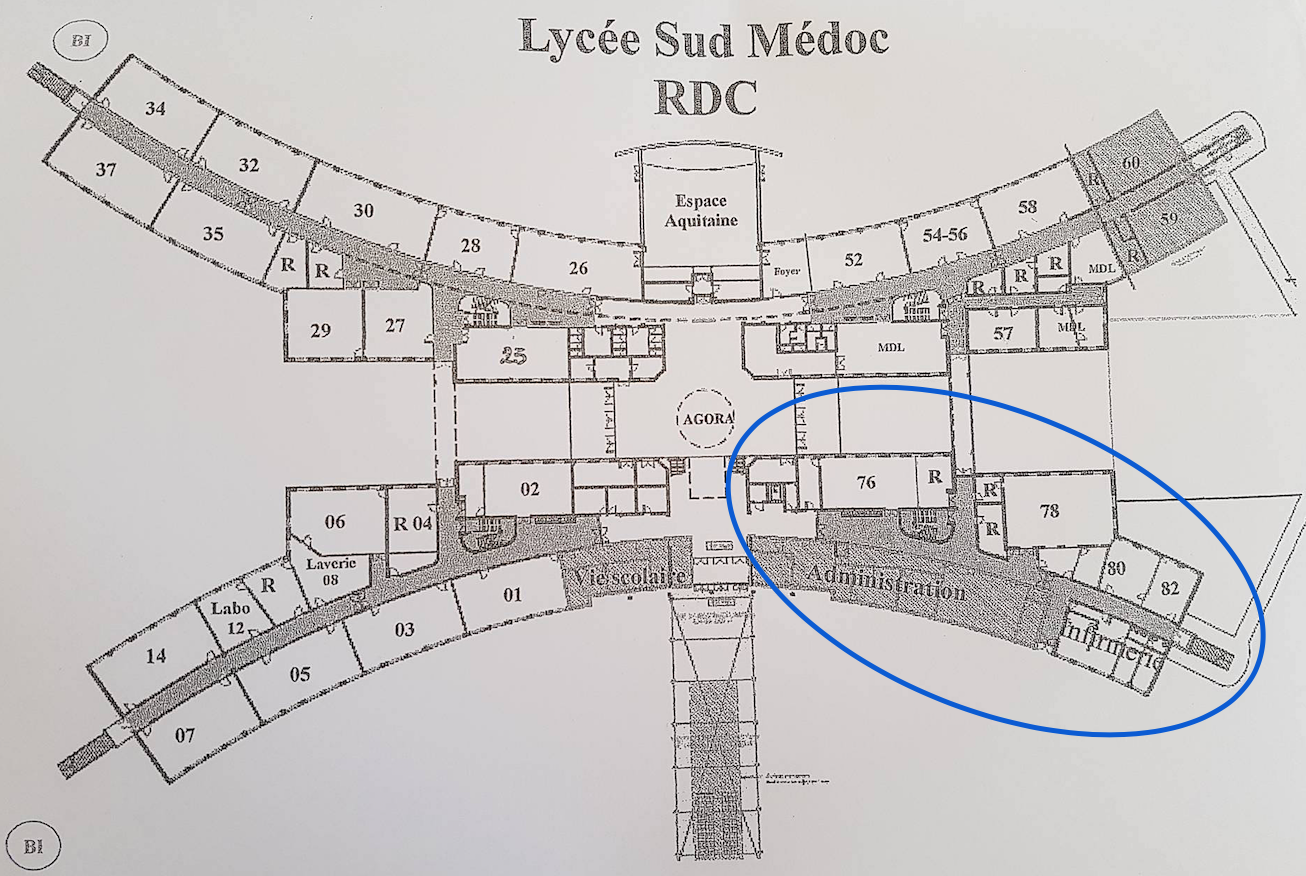 Lycée Sud Médoc
RDC
BI
34
37
32
35
30
R
R
28
26
29
27
25
Espace
Aquitaine
Foyer
52
54-56
58
R
60
59
R
R
R
R
MDL
57
MDL
MDL
AGORA
02
76
R
R
R
78
06
R 04
Laverie
08
R
Labo
12
14
01
03
05
07
Vie scolaire
Administration
80
82
Infirmerie
BI